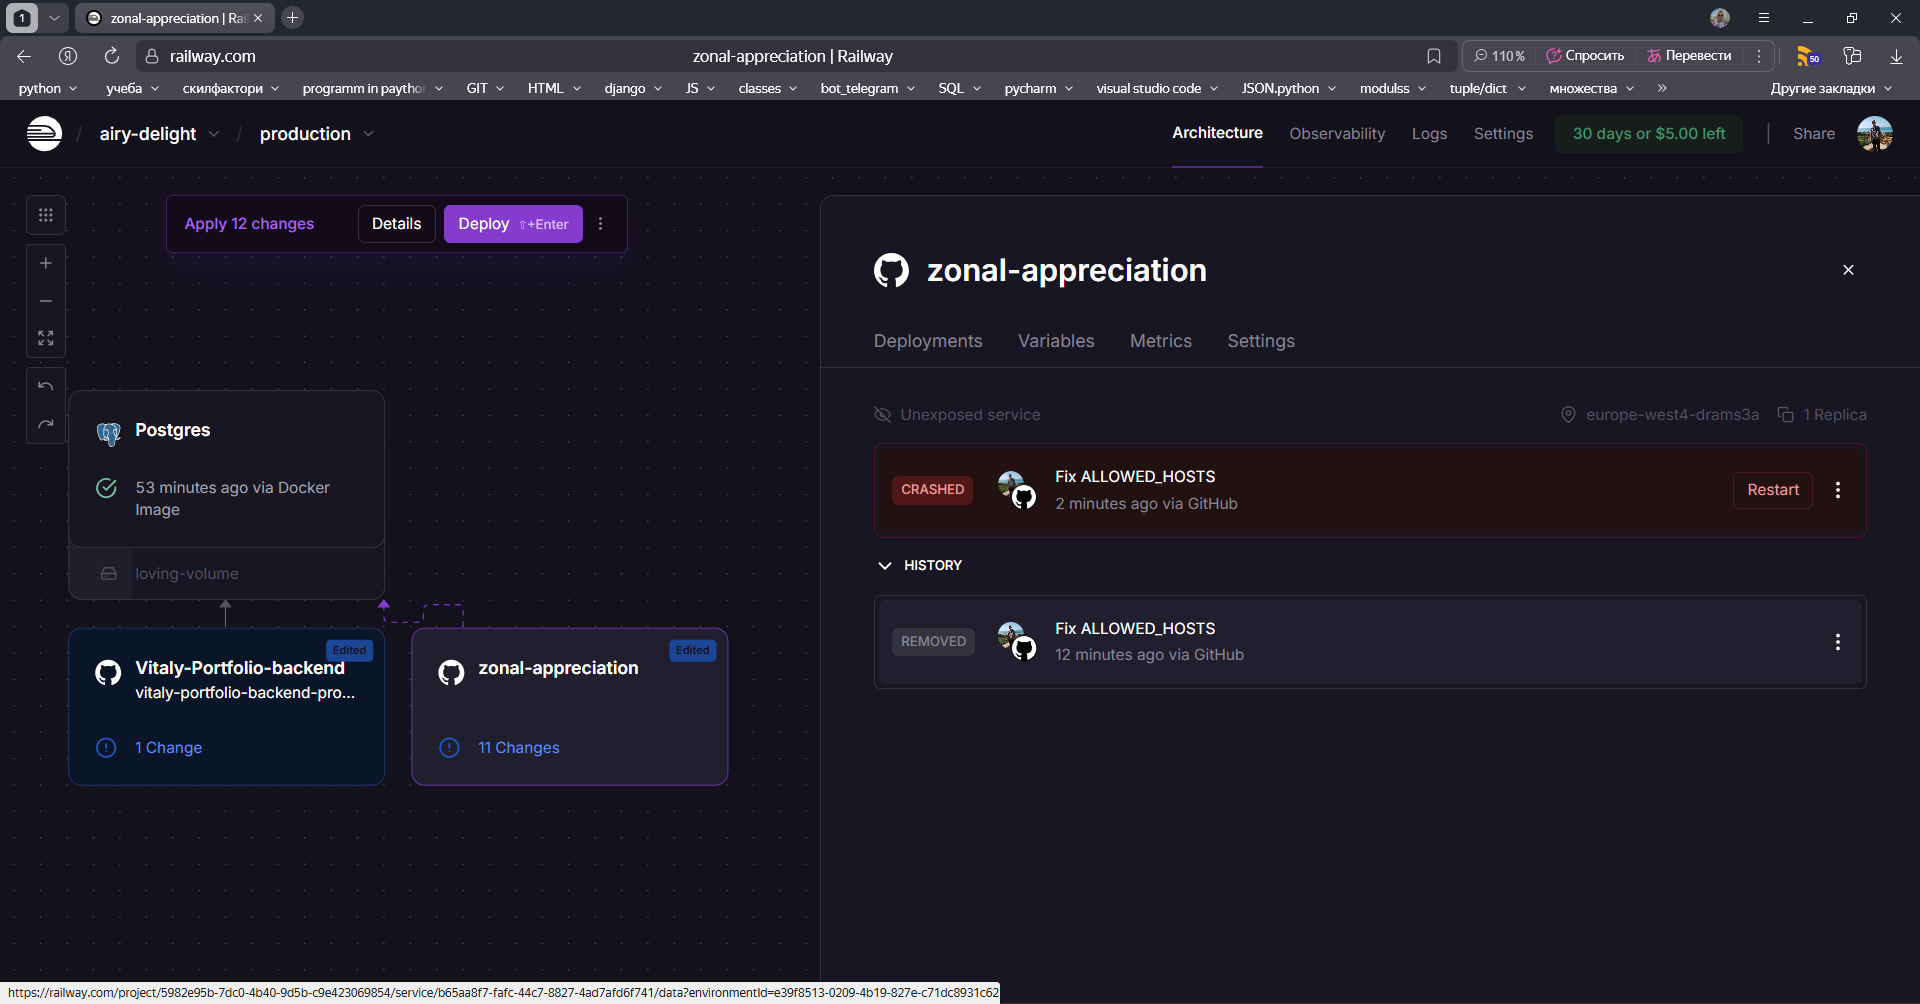 1
zonal-appreciation | Rai
railway.com
zonal-appreciation | Railway
110 %
Спросить
Перевести
50
python
учеба
скилфактори
programm in paython
GIT
HTML
django
JS
classes
bot_telegram
SQL
pycharm
visual studio code
JSON.python
modulss
tuple/dict
множества
»
Другие закладки
/ airy-delight / production
Architecture
Observability
Logs
Settings
30 days or $5.00 left
Share
Apply 12 changes
Details
Deploy ⇧+Enter
Postgres
53 minutes ago via Docker
Image
loving-volume
Edited
Vitaly-Portfolio-backend
vitaly-portfolio-backend-pro...
1 Change
Edited
zonal-appreciation
11 Changes
zonal-appreciation
Deployments
Variables
Metrics
Settings
Unexposed service
europe-west4-drams3a
1 Replica
CRASHED
Fix ALLOWED_HOSTS
2 minutes ago via GitHub
Restart
HISTORY
REMOVED
Fix ALLOWED_HOSTS
12 minutes ago via GitHub
https://railway.com/project/5982e95b-7dc0-4b40-9d5b-c9e423069854/service/b65aa8f7-fafc-44c7-8827-4ad7afd6f741/data?environmentId=e39f8513-0209-4b19-827e-c71dc8931c62